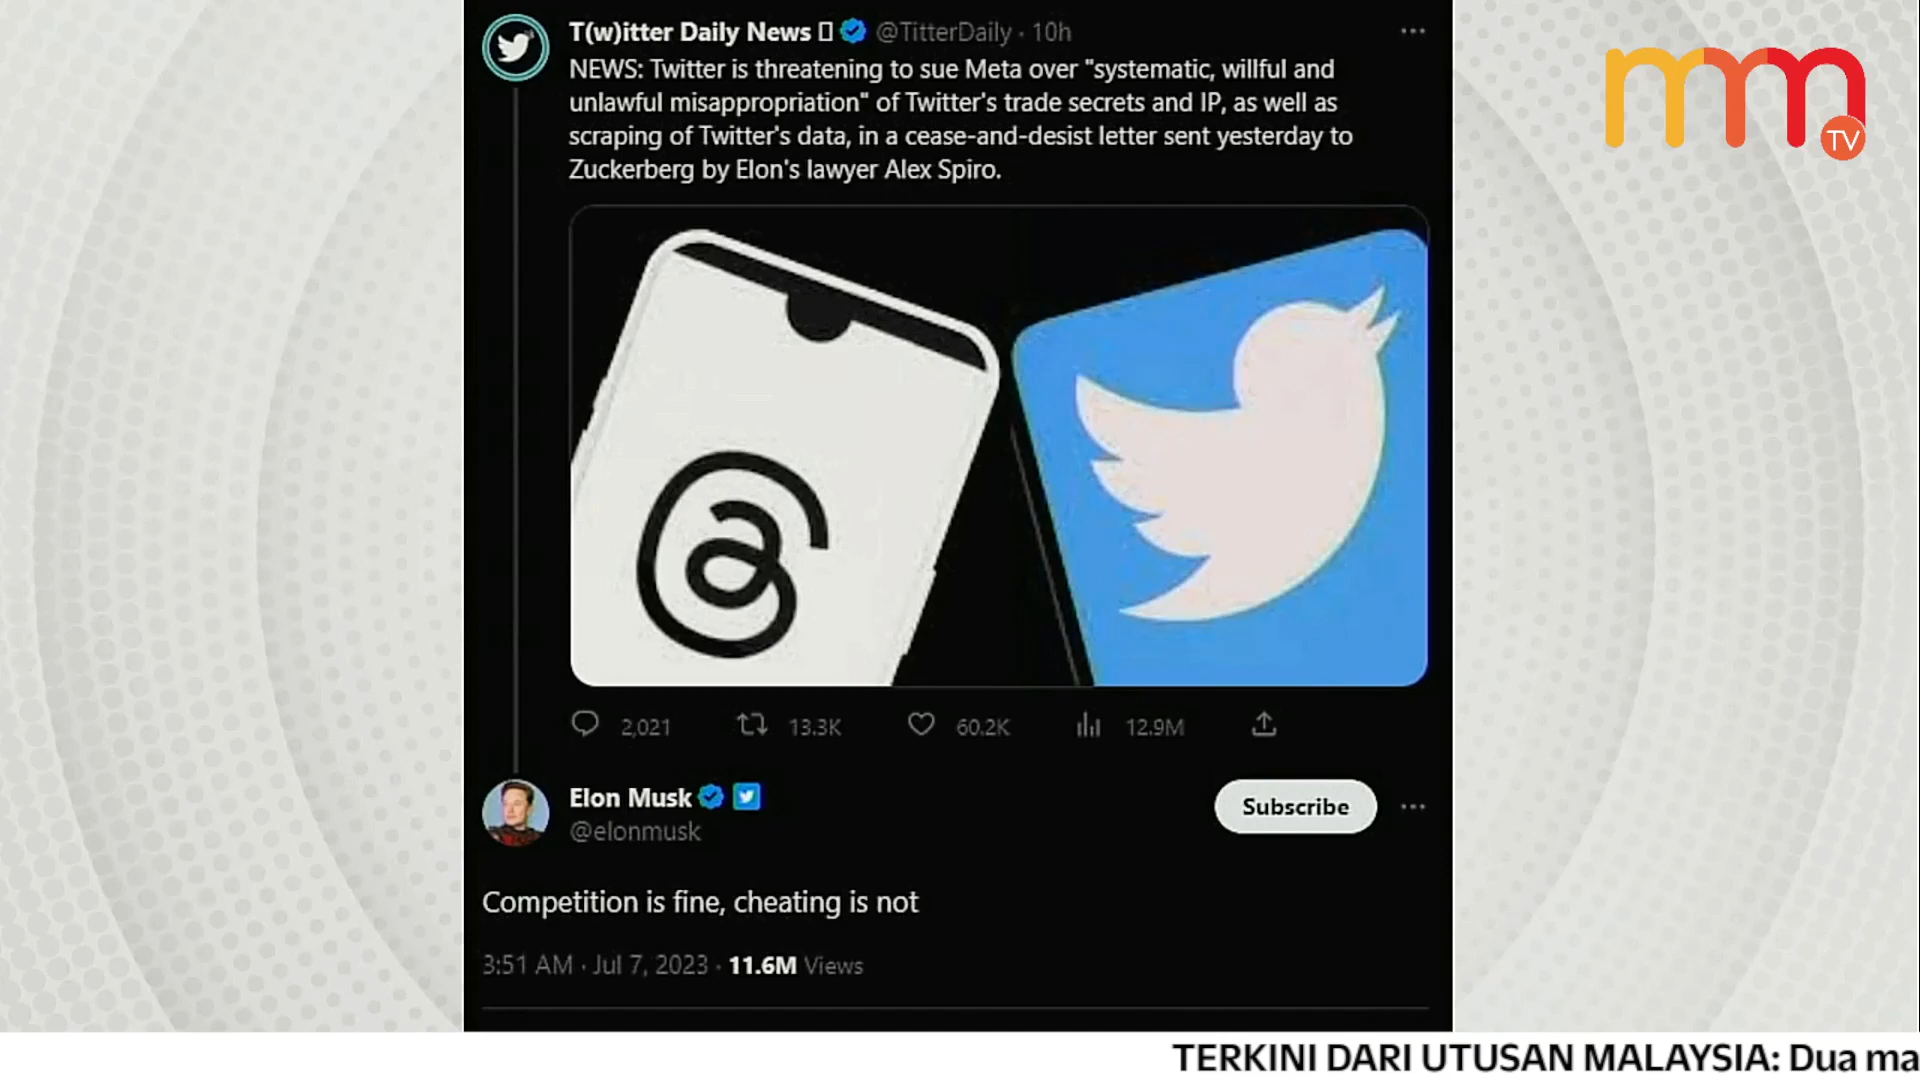 T(w)itter Daily News @TitterDaily · 10h
NEWS: Twitter is threatening to sue Meta over "systematic, willful and
unlawful misappropriation" of Twitter's trade secrets and IP, as well as
scraping of Twitter's data, in a cease-and-desist letter sent yesterday to
Zuckerberg by Elon's lawyer Alex Spiro.
2,021 13.3K 60.2K 12.9M
Elon Musk
@elonmusk
Subscribe
Competition is fine, cheating is not
3:51 AM · Jul 7, 2023 · 11.6M Views
mm
TV
TERKINI DARI UTUSAN MALAYSIA: Dua ma